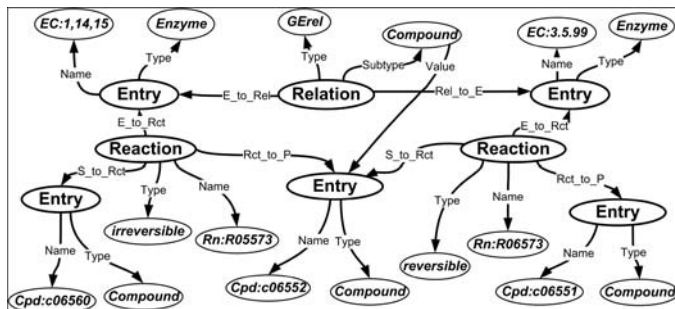 EC:1,14,15 Enzyme GErel Compound EC:3.5.99 Enzyme
Name Type Type Subtype Value Name Type
Entry E_to_Rel Relation Rel_to_E Entry
E_to_Rct E_to_Rct
Reaction Rct_to_P S_to_Rct Reaction
S_to_Rct Rct_to_P
Entry Type Name Entry Type Name Entry
irreversible Rn:R05573 Rn:R06573
Name Type Name Type reversible Name Type
Cpd:c06560 Compound Cpd:c06552 Compound Cpd:c06551 Compound